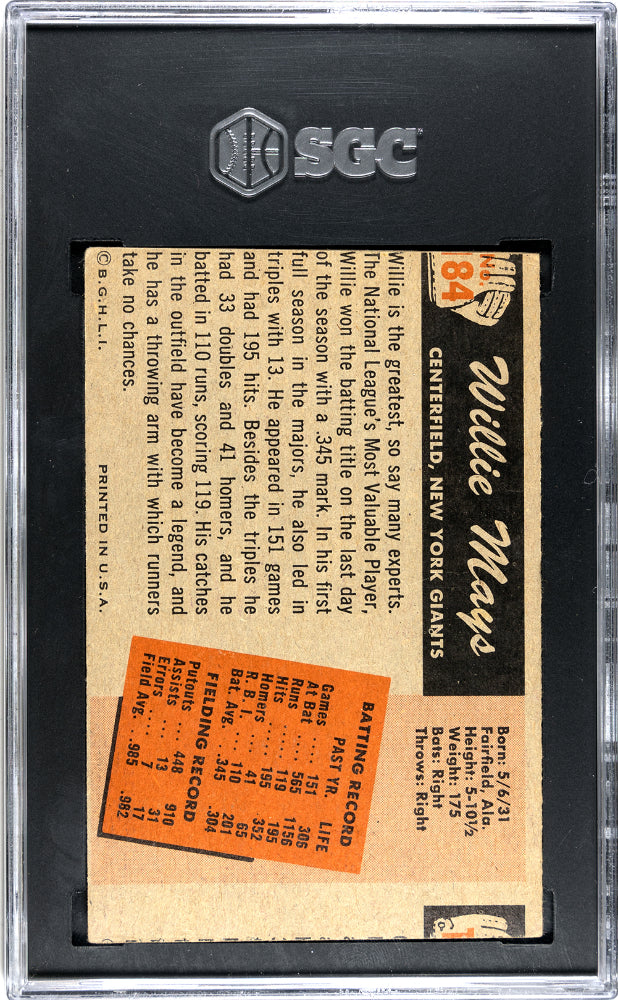 SGC
NO.
84
Willie Mays
CENTERFIELD, NEW YORK GIANTS
Born: 5/6/31
Fairfield, Ala.
Height: 5-10½
Weight: 175
Bats: Right
Throws: Right
Willie is the greatest, so say many experts.
The National League's Most Valuable Player,
Willie won the batting title on the last day
of the season with a .345 mark. In his first
full season in the majors, he also led in
triples with 13. He appeared in 151 games
and had 195 hits. Besides the triples he
had 33 doubles and 41 homers, and he
batted in 110 runs, scoring 119. His catches
in the outfield have become a legend, and
he has a throwing arm with which runners
take no chances.
BATTING RECORD
PAST YR. LIFE
Games .... 151 306
At Bat .... 565 1156
Runs .... 119 195
Hits .... 195 352
Homers .... 41 65
R. B. I. .... 110 201
Bat. Avg. .. .345 .304
FIELDING RECORD
Putouts .... 448 910
Assists .... 13 31
Errors .... 7 17
Field Avg. .. .985 .982
©B.G.H.L.I. PRINTED IN U.S.A.